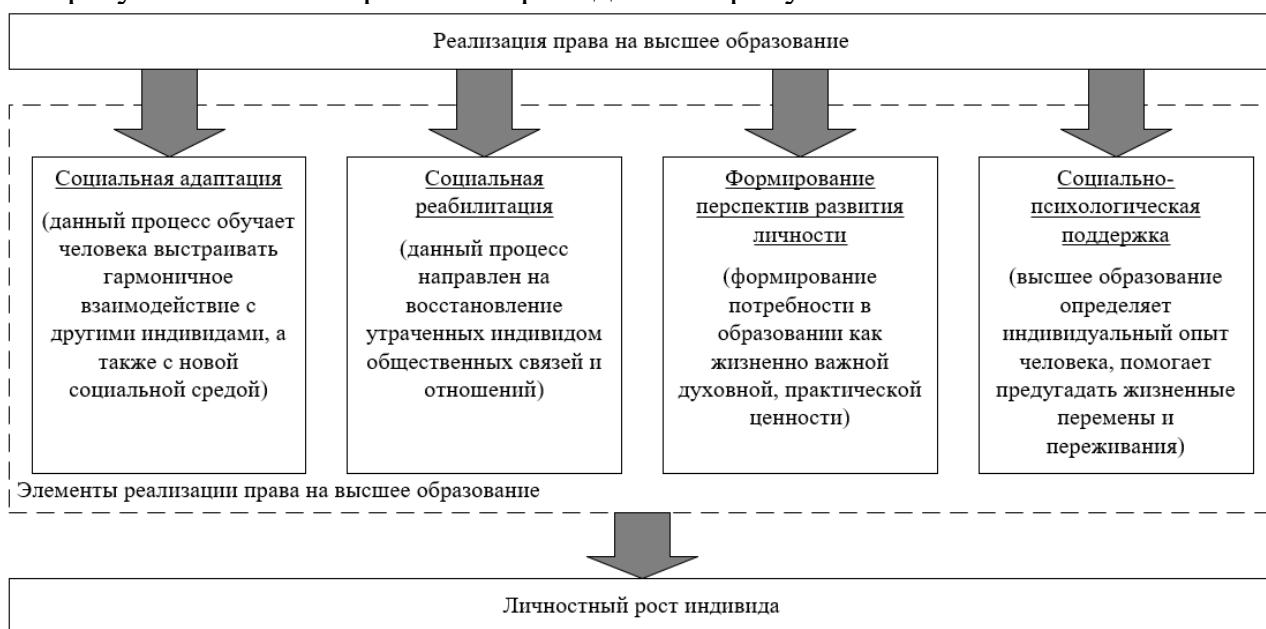 Реализация права на высшее образование
Социальная адаптация
(данный процесс обучает
человека выстраивать
гармоничное
взаимодействие с
другими индивидами, а
также с новой
социальной средой)
Социальная
реабилитация
(данный процесс
направлен на
восстановление
утраченных индивидом
общественных связей и
отношений)
Формирование
перспектив развития
личности
(формирование
потребности в
образовании как
жизненно важной
духовной, практической
ценности)
Социально-
психологическая
поддержка
(высшее образование
определяет
индивидуальный опыт
человека, помогает
предугадать жизненные
перемены и
переживания)
Элементы реализации права на высшее образование
Личностный рост индивида